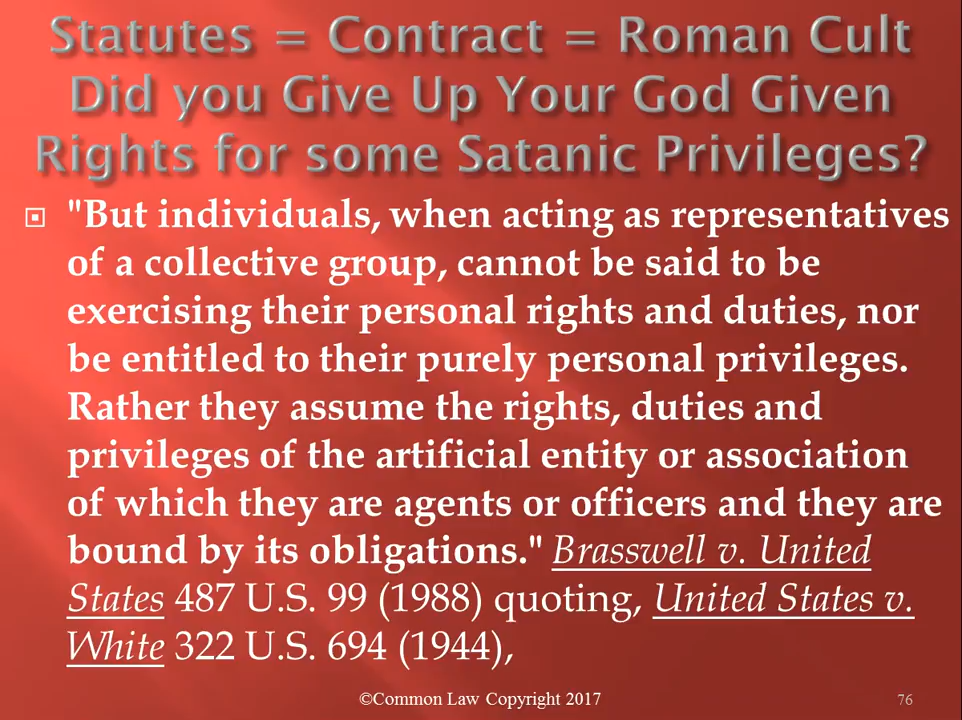 Statutes = Contract = Roman Cult
Did you Give Up Your God Given
Rights for some Satanic Privileges?
"But individuals, when acting as representatives
of a collective group, cannot be said to be
exercising their personal rights and duties, nor
be entitled to their purely personal privileges.
Rather they assume the rights, duties and
privileges of the artificial entity or association
of which they are agents or officers and they are
bound by its obligations." Brasswell v. United
States 487 U.S. 99 (1988) quoting, United States v.
White 322 U.S. 694 (1944),
©Common Law Copyright 2017
76